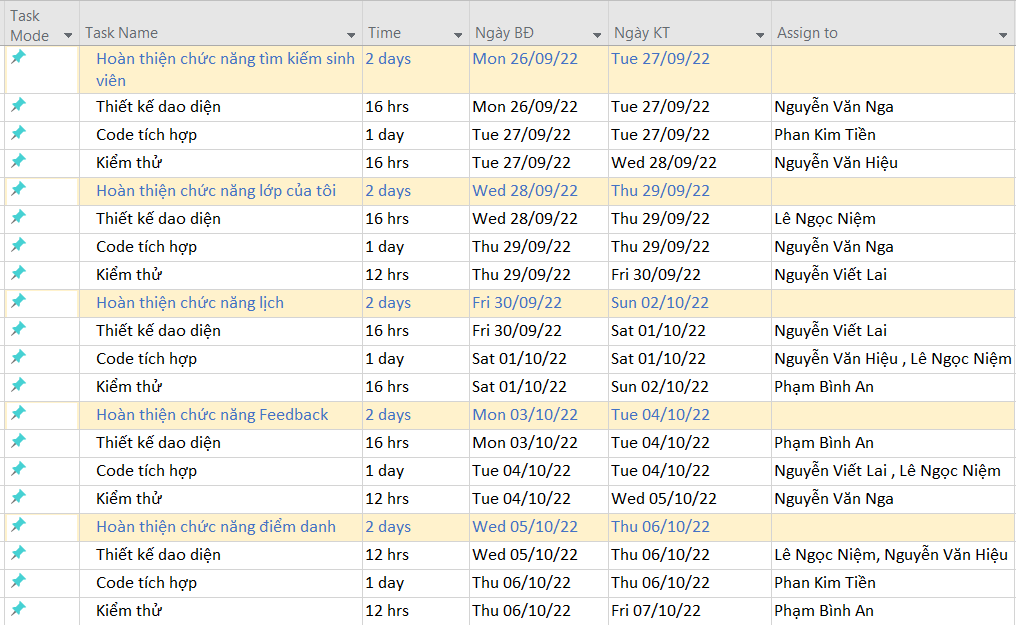 Task Mode Task Name Time Ngày BĐ Ngày KT Assign to
Hoàn thiện chức năng tìm kiếm sinh viên 2 days Mon 26/09/22 Tue 27/09/22
Thiết kế dao diện 16 hrs Mon 26/09/22 Tue 27/09/22 Nguyễn Văn Nga
Code tích hợp 1 day Tue 27/09/22 Tue 27/09/22 Phan Kim Tiền
Kiểm thử 16 hrs Tue 27/09/22 Wed 28/09/22 Nguyễn Văn Hiệu
Hoàn thiện chức năng lớp của tôi 2 days Wed 28/09/22 Thu 29/09/22
Thiết kế dao diện 16 hrs Wed 28/09/22 Thu 29/09/22 Lê Ngọc Niệm
Code tích hợp 1 day Thu 29/09/22 Thu 29/09/22 Nguyễn Văn Nga
Kiểm thử 12 hrs Thu 29/09/22 Fri 30/09/22 Nguyễn Viết Lai
Hoàn thiện chức năng lịch 2 days Fri 30/09/22 Sun 02/10/22
Thiết kế dao diện 16 hrs Fri 30/09/22 Sat 01/10/22 Nguyễn Viết Lai
Code tích hợp 1 day Sat 01/10/22 Sat 01/10/22 Nguyễn Văn Hiệu , Lê Ngọc Niệm
Kiểm thử 16 hrs Sat 01/10/22 Sun 02/10/22 Phạm Bình An
Hoàn thiện chức năng Feedback 2 days Mon 03/10/22 Tue 04/10/22
Thiết kế dao diện 16 hrs Mon 03/10/22 Tue 04/10/22 Phạm Bình An
Code tích hợp 1 day Tue 04/10/22 Tue 04/10/22 Nguyễn Viết Lai , Lê Ngọc Niệm
Kiểm thử 12 hrs Tue 04/10/22 Wed 05/10/22 Nguyễn Văn Nga
Hoàn thiện chức năng điểm danh 2 days Wed 05/10/22 Thu 06/10/22
Thiết kế dao diện 12 hrs Wed 05/10/22 Thu 06/10/22 Lê Ngọc Niệm, Nguyễn Văn Hiệu
Code tích hợp 1 day Thu 06/10/22 Thu 06/10/22 Phan Kim Tiền
Kiểm thử 12 hrs Thu 06/10/22 Fri 07/10/22 Phạm Bình An